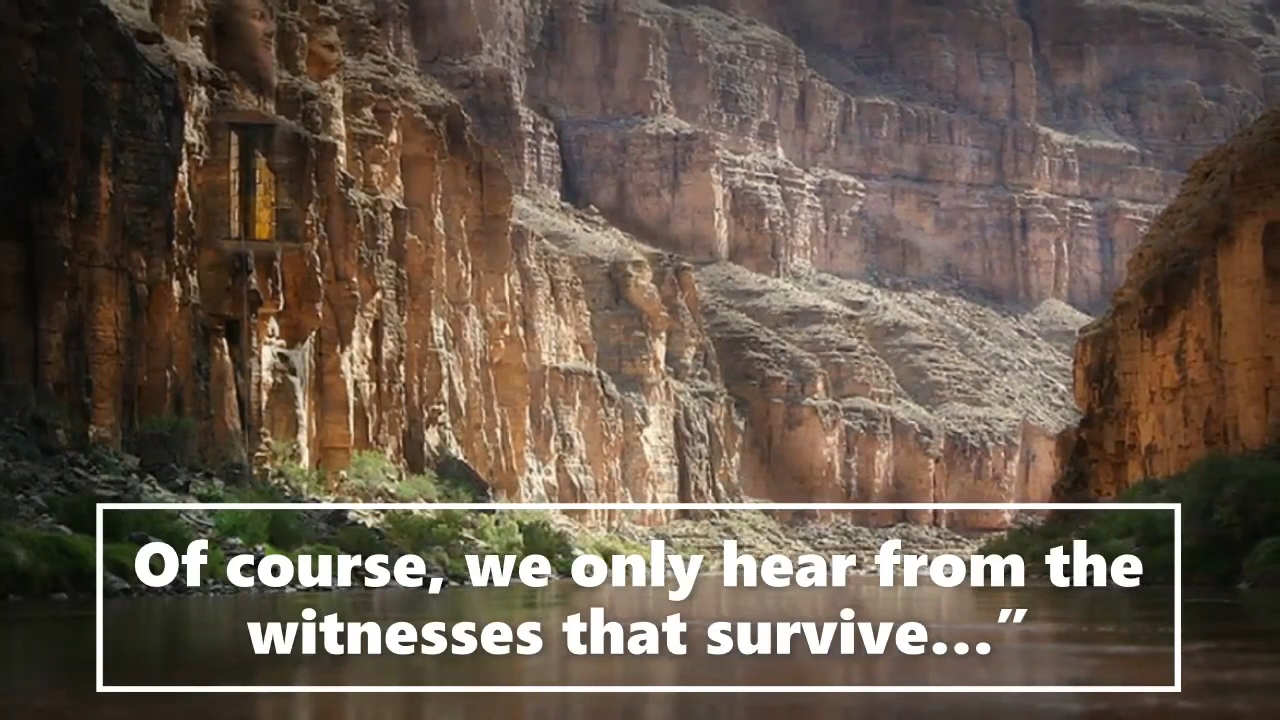 Of course, we only hear from the
witnesses that survive...”